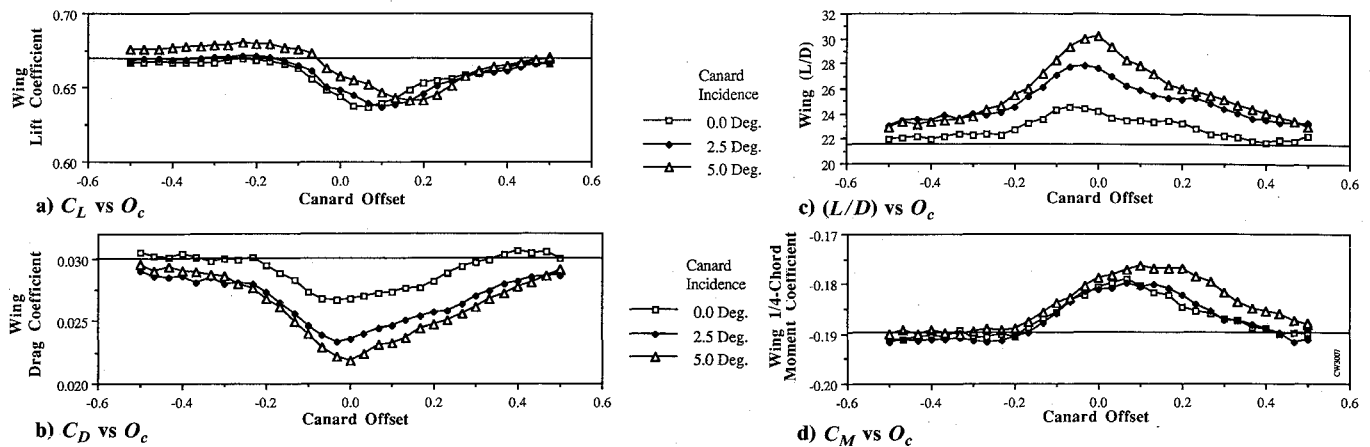 0.70
0.65
0.60
Wing
Lift Coefficient
-0.6 -0.4 -0.2 0.0 0.2 0.4 0.6
Canard Offset
a) C_L vs O_c
Canard
Incidence
0.0 Deg.
2.5 Deg.
5.0 Deg.
32
30
28
26
24
22
20
Wing (L/D)
-0.6 -0.4 -0.2 0.0 0.2 0.4 0.6
Canard Offset
c) (L/D) vs O_c
0.030
0.025
0.020
Wing
Drag Coefficient
-0.6 -0.4 -0.2 0.0 0.2 0.4 0.6
Canard Offset
b) C_D vs O_c
Canard
Incidence
0.0 Deg.
2.5 Deg.
5.0 Deg.
-0.17
-0.18
-0.19
-0.20
Wing 1/4-Chord
Moment Coefficient
-0.6 -0.4 -0.2 0.0 0.2 0.4 0.6
Canard Offset
d) C_M vs O_c